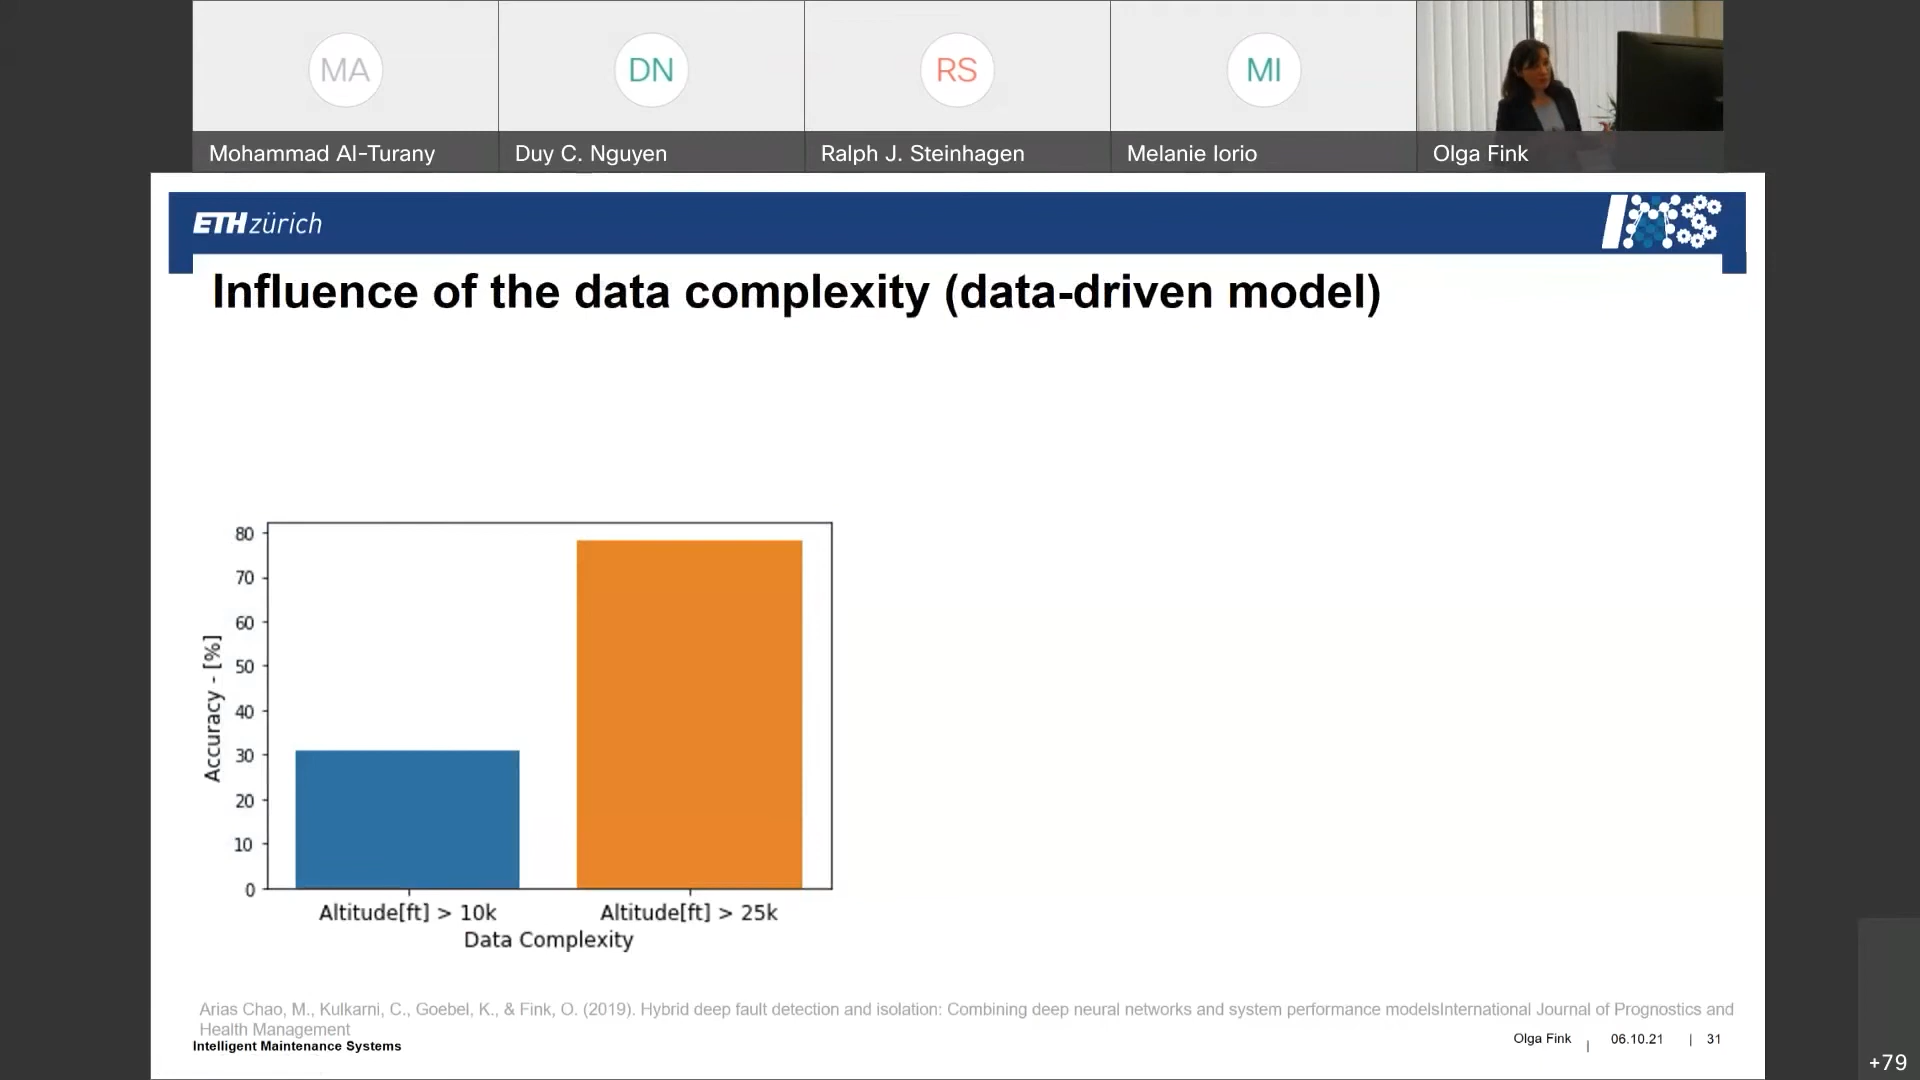 MA
DN
RS
MI
Mohammad Al-Turany
Duy C. Nguyen
Ralph J. Steinhagen
Melanie Iorio
Olga Fink
ETH zürich
IMS
Influence of the data complexity (data-driven model)
80
70
60
50
40
30
20
10
0
Accuracy - [%]
Altitude[ft] > 10k
Altitude[ft] > 25k
Data Complexity
Arias Chao, M., Kulkarni, C., Goebel, K., & Fink, O. (2019). Hybrid deep fault detection and isolation: Combining deep neural networks and system performance modelsInternational Journal of Prognostics and
Health Management
Intelligent Maintenance Systems
Olga Fink | 06.10.21 | 31
+79